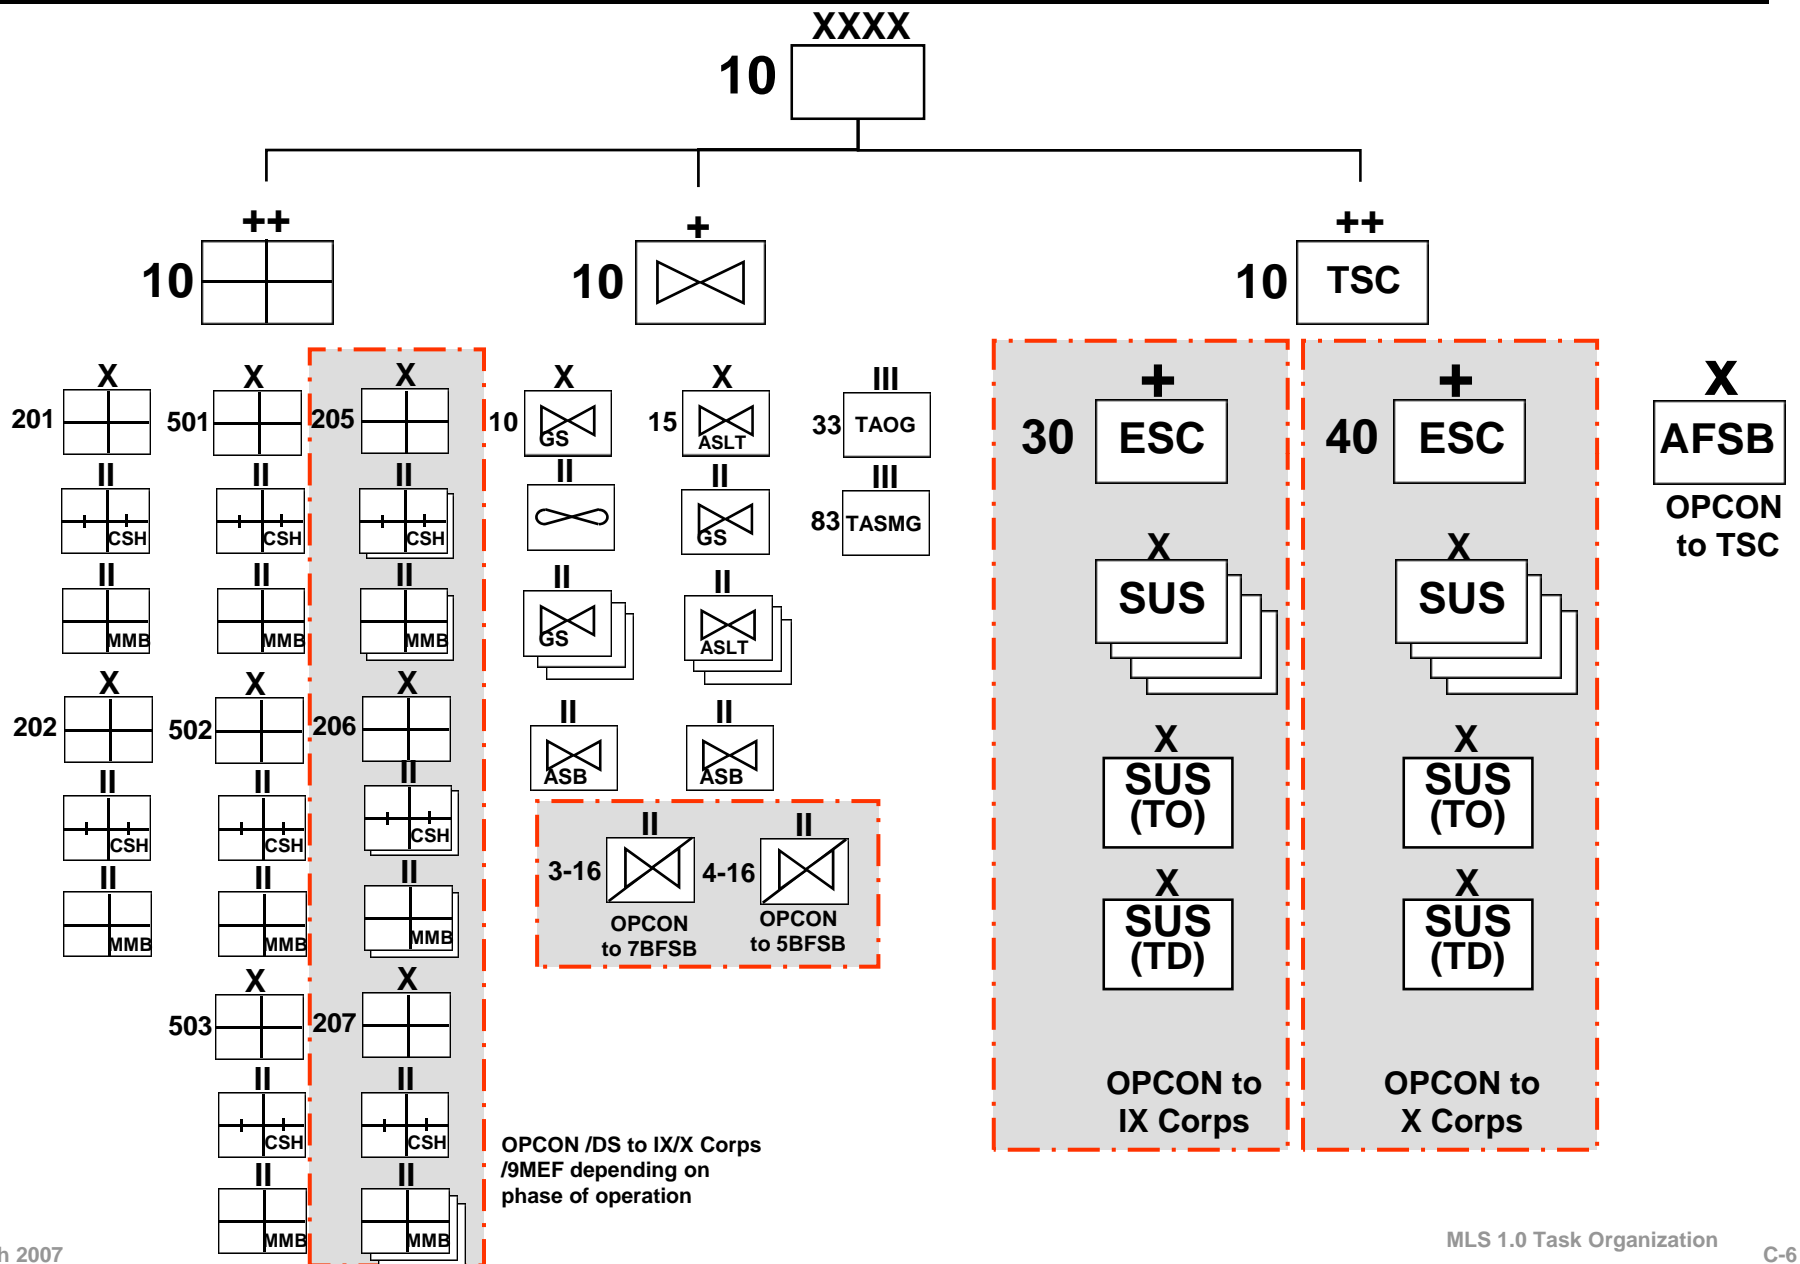 XXXX
10
++
10
+
10
++
10 TSC
X
201
II
CSH
II
MMB
X
202
II
CSH
II
MMB
X
501
II
CSH
II
MMB
X
502
II
CSH
II
MMB
X
503
II
CSH
II
MMB
X
205
II
CSH
II
MMB
X
206
II
CSH
II
MMB
X
207
II
CSH
II
MMB
OPCON /DS to IX/X Corps
/9MEF depending on
phase of operation
X
10 GS
II
II
GS
II
ASB
X
15 ASLT
II
GS
II
ASLT
II
ASB
III
33 TAOG
III
83 TASMG
II
3-16
OPCON
to 7BFSB
II
4-16
OPCON
to 5BFSB
+
30 ESC
X
SUS
X
SUS
(TO)
X
SUS
(TD)
OPCON to
IX Corps
+
40 ESC
X
SUS
X
SUS
(TO)
X
SUS
(TD)
OPCON to
X Corps
X
AFSB
OPCON
to TSC
h 2007
MLS 1.0 Task Organization
C-6